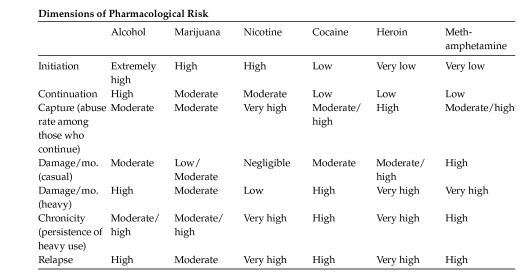 Dimensions of Pharmacological Risk
Alcohol Marijuana Nicotine Cocaine Heroin Meth-
amphetamine
Initiation Extremely High High Low Very low Very low
high
Continuation High Moderate Moderate Low Low Low
Capture (abuse Moderate Moderate Very high Moderate/ High Moderate/high
rate among high
those who
continue)
Damage/mo. Moderate Low/ Negligible Moderate Moderate/ High
(casual) Moderate high
Damage/mo. High Moderate Low High Very high Very high
(heavy)
Chronicity Moderate/ Moderate/ Very high High Very high High
(persistence of high high
heavy use)
Relapse High Moderate Very high High Very high High